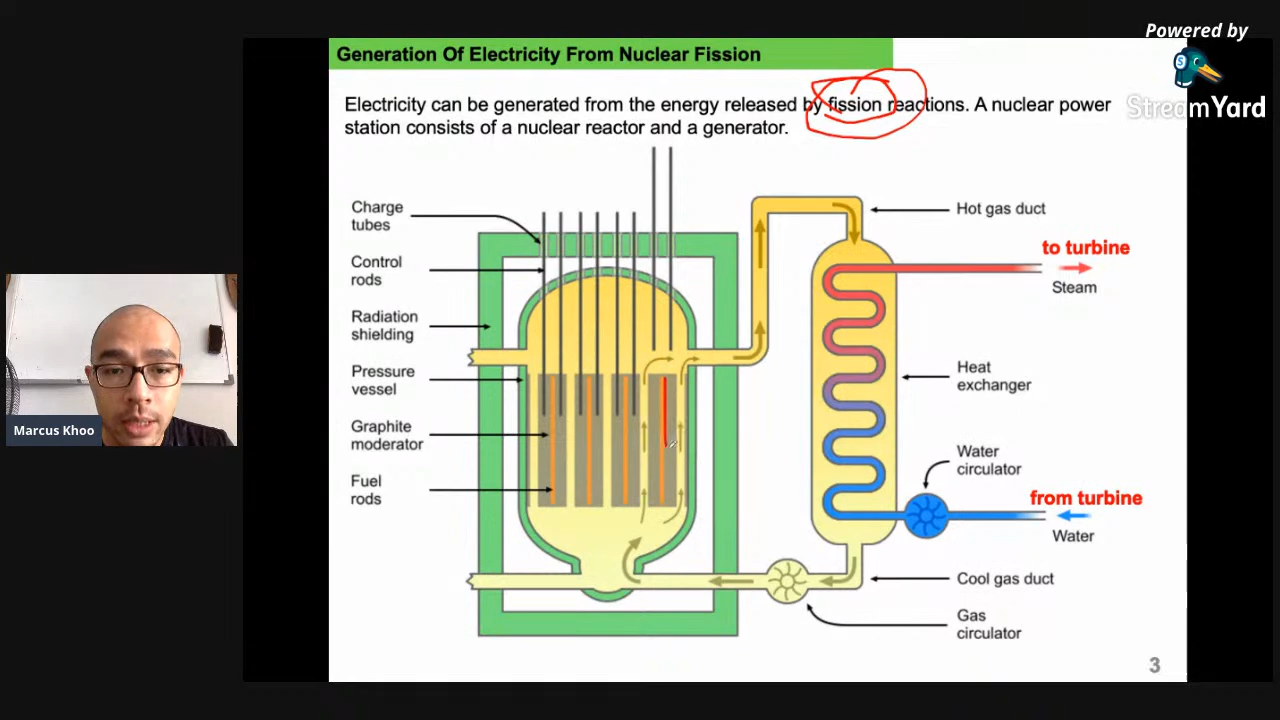 Powered by
StreamYard
Generation Of Electricity From Nuclear Fission
Electricity can be generated from the energy released by fission reactions. A nuclear power
station consists of a nuclear reactor and a generator.
Charge
tubes
Control
rods
Radiation
shielding
Pressure
vessel
Graphite
moderator
Fuel
rods
Hot gas duct
to turbine
Steam
Heat
exchanger
Water
circulator
from turbine
Water
Cool gas duct
Gas
circulator
3
Marcus Khoo